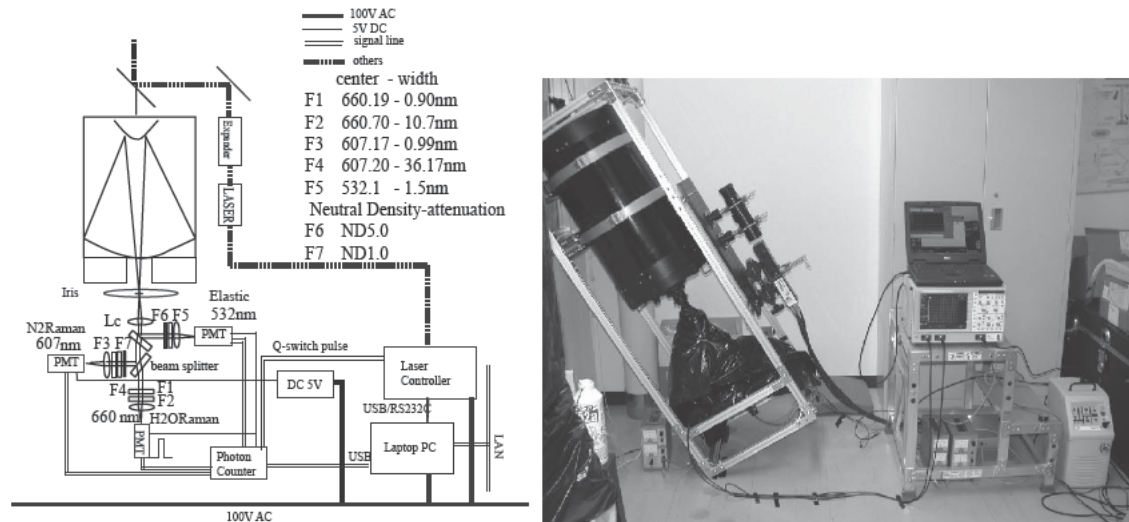 100V AC
5V DC
signal line
others
center - width
F1 660.19 - 0.90nm
F2 660.70 - 10.7nm
F3 607.17 - 0.99nm
F4 607.20 - 36.17nm
F5 532.1 - 1.5nm
Neutral Density-attenuation
F6 ND5.0
F7 ND1.0
Expander
LASER
Iris
Lc
F6 F5
Elastic
532nm
PMT
N2Raman
607nm
PMT
F3 F7
beam splitter
F4
F1
F2
660 nm
H2ORaman
PMT
Q-switch pulse
DC 5V
Laser
Controller
USB/RS232C
Laptop PC
LAN
USB
Photon
Counter
100V AC